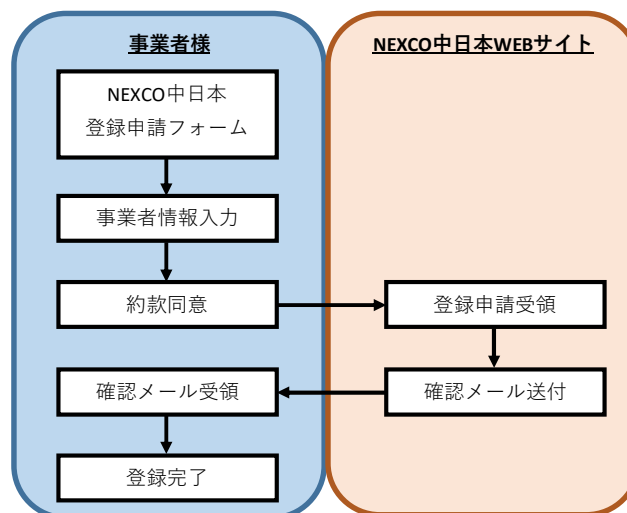 事業者様
NEXCO中日本WEBサイト
NEXCO中日本
登録申請フォーム
事業者情報入力
約款同意
登録申請受領
確認メール受領
確認メール送付
登録完了